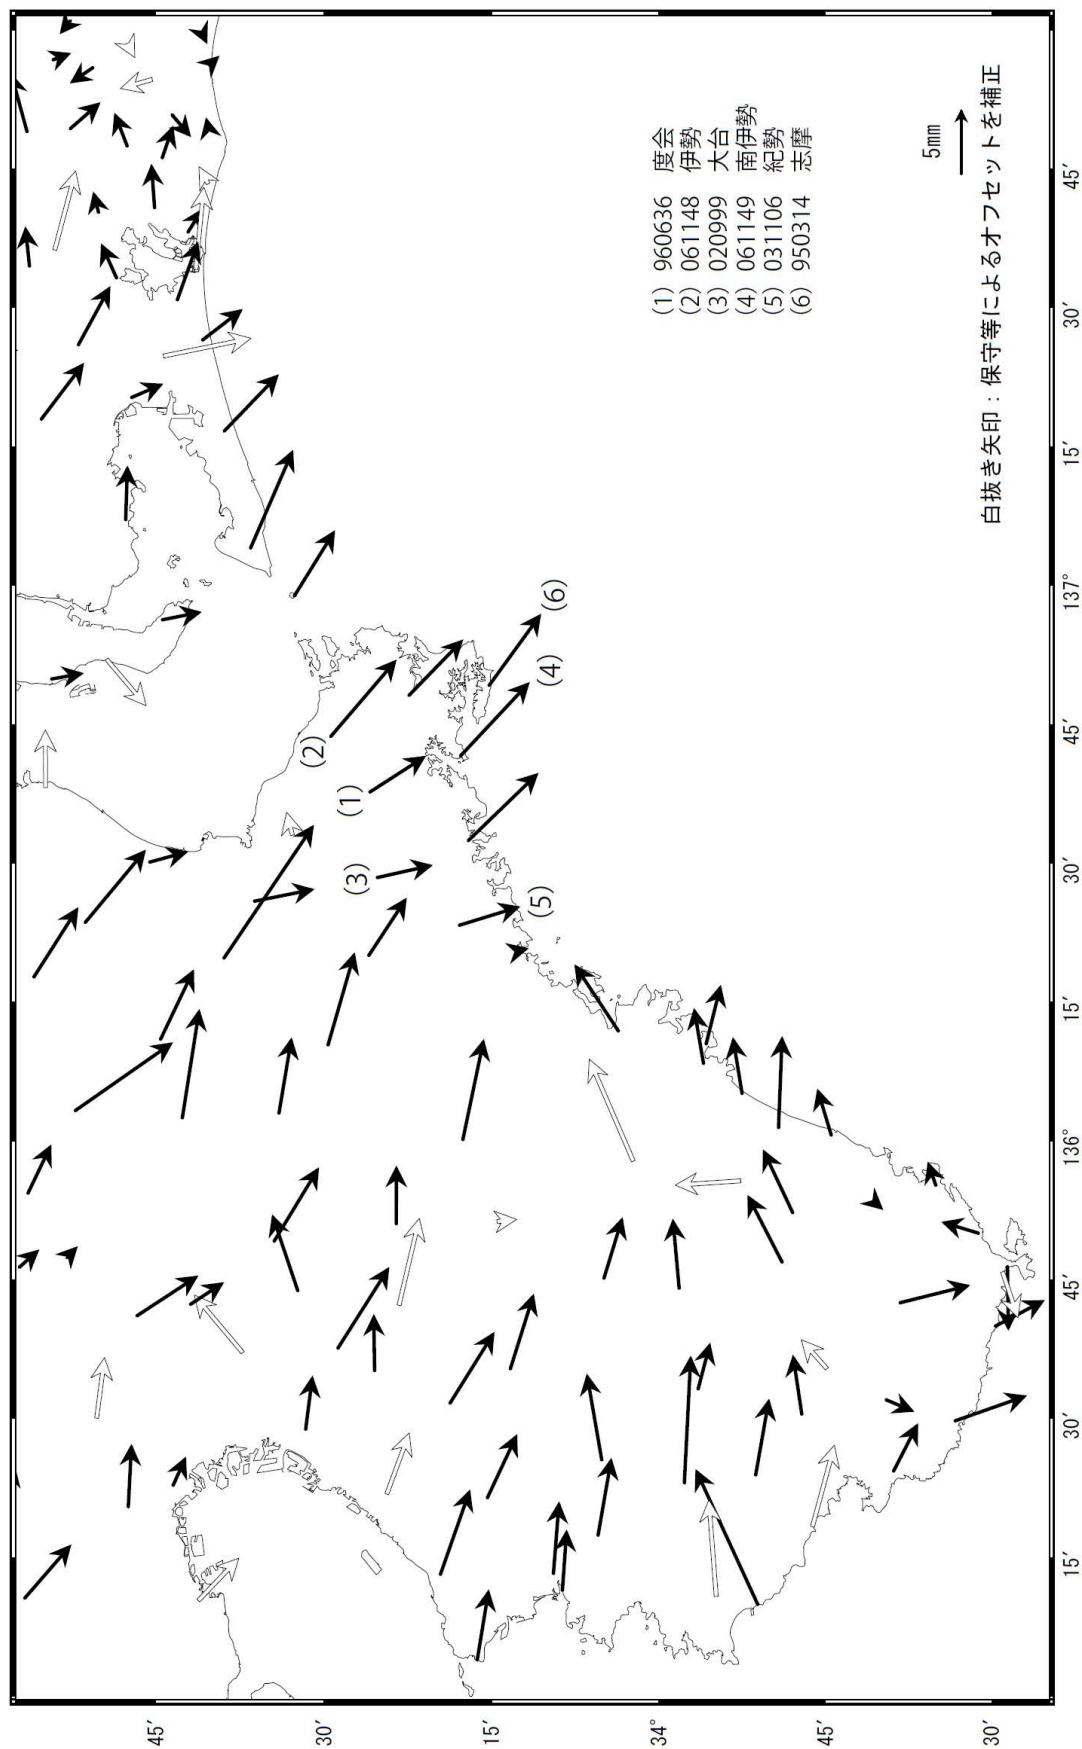 (1) 960636 度会
(2) 061148 伊勢
(3) 020999 大台
(4) 061149 南伊勢
(5) 031106 紀勢
(6) 950314 志摩
5mm
白抜き矢印：保守等によるオフセットを補正
(1)
(2)
(3)
(4)
(5)
(6)
45′
30′
15′
34°
45′
30′
15′
30′
45′
136°
15′
30′
45′
137°
15′
30′
45′